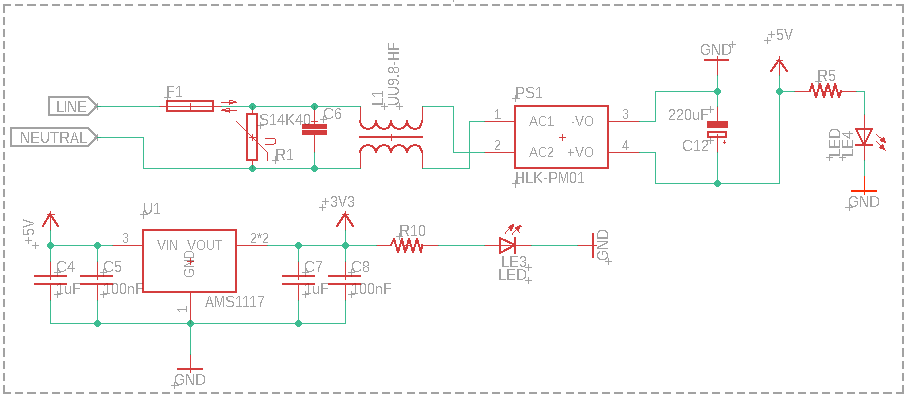 GND
+5V
F1
L1
UU9.8-HF
PS1
R5
LINE
S14K40
C6
AC1
-VO
3
1
220uF
NEUTRAL
U
R1
AC2
+VO
2
4
C12
LED
LE4
HLK-PM01
GND
+5V
U1
+3V3
3
VIN
VOUT
2*2
R10
GND
GND
C4
C5
C7
C8
LE3
1uF
100nF
1uF
100nF
LED
1
AMS1117
GND